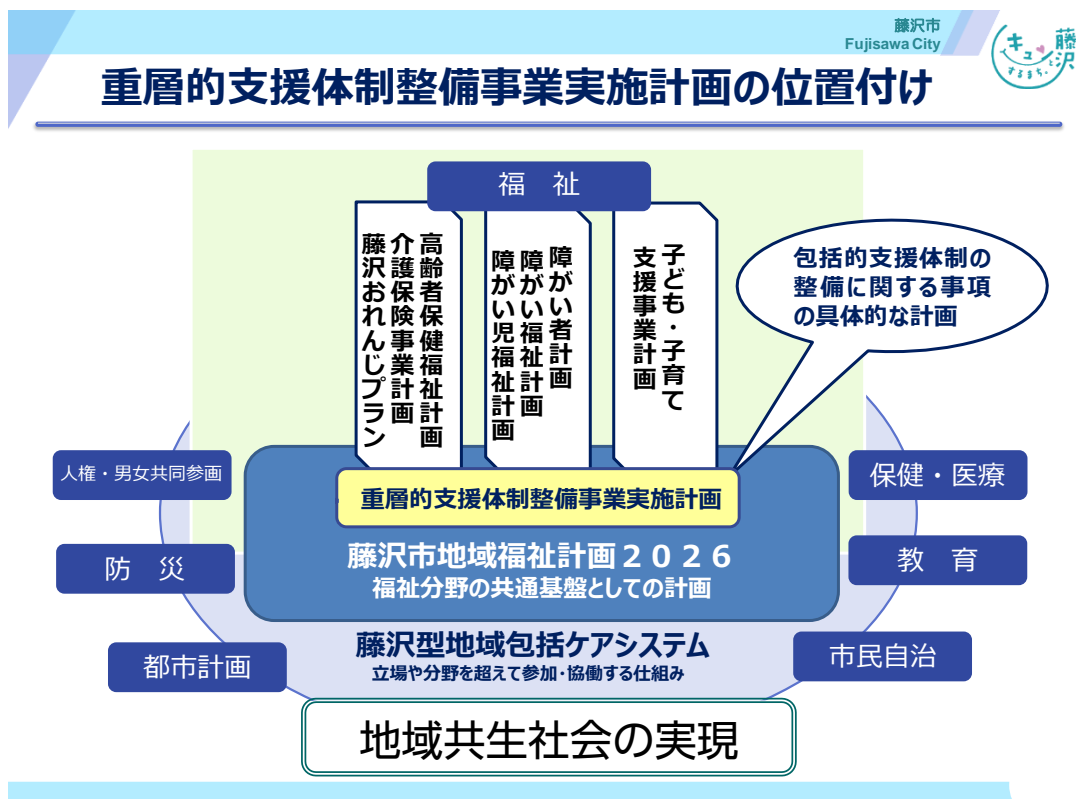 藤沢市
Fujisawa City
キュンとするまち。藤沢
重層的支援体制整備事業実施計画の位置付け
福　祉
高齢者保健福祉計画
介護保険事業計画
藤沢おれんじプラン
障がい者計画
障がい福祉計画
障がい児福祉計画
子ども・子育て
支援事業計画
包括的支援体制の
整備に関する事項
の具体的な計画
人権・男女共同参画
防　災
都市計画
保健・医療
教　育
市民自治
重層的支援体制整備事業実施計画
藤沢市地域福祉計画２０２６
福祉分野の共通基盤としての計画
藤沢型地域包括ケアシステム
立場や分野を超えて参加・協働する仕組み
地域共生社会の実現